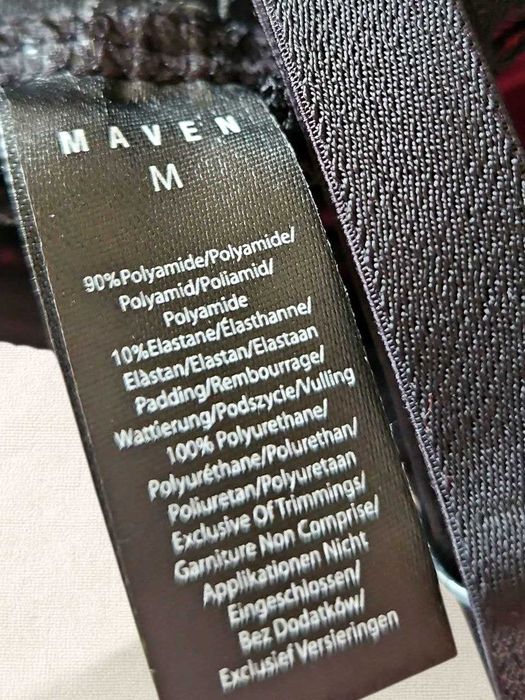 MAVEN
M
90%Polyamide/Polyamide/
Polyamid/Poliamid/
Polyamide
10%Elastane/Élasthanne/
Elàstan/Elastan/Elastaan
Padding/Rembourrage/
Wattierung/Podszycie/Vulling
100% Polyurethane/
Polyuréthane/Polurethan/
Poliuretan/Polyuretaan
Exclusive Of Trimmings/
Garniture Non Comprise/
Applikationen Nicht
Eingeschlossen/
Bez Dodatków/
Exclusief Versieringen